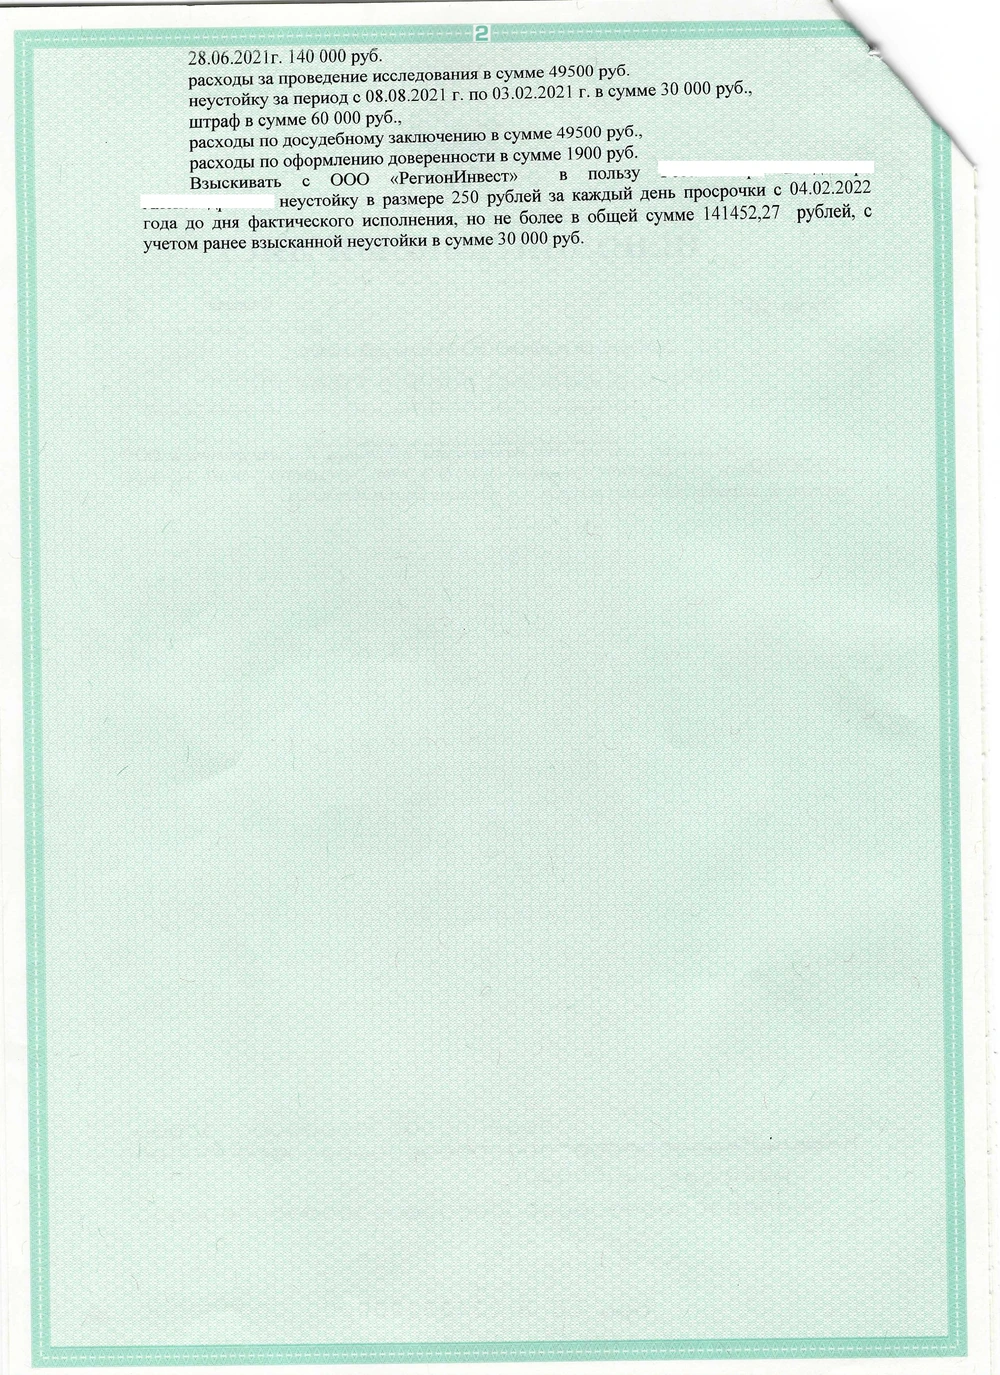 2
28.06.2021г. 140 000 руб.
расходы за проведение исследования в сумме 49500 руб.
неустойку за период с 08.08.2021 г. по 03.02.2021 г. в сумме 30 000 руб.,
штраф в сумме 60 000 руб.,
расходы по досудебному заключению в сумме 49500 руб.,
расходы по оформлению доверенности в сумме 1900 руб.
Взыскивать с ООО «РегионИнвест» в пользу
неустойку в размере 250 рублей за каждый день просрочки с 04.02.2022
года до дня фактического исполнения, но не более в общей сумме 141452,27 рублей, с
учетом ранее взысканной неустойки в сумме 30 000 руб.